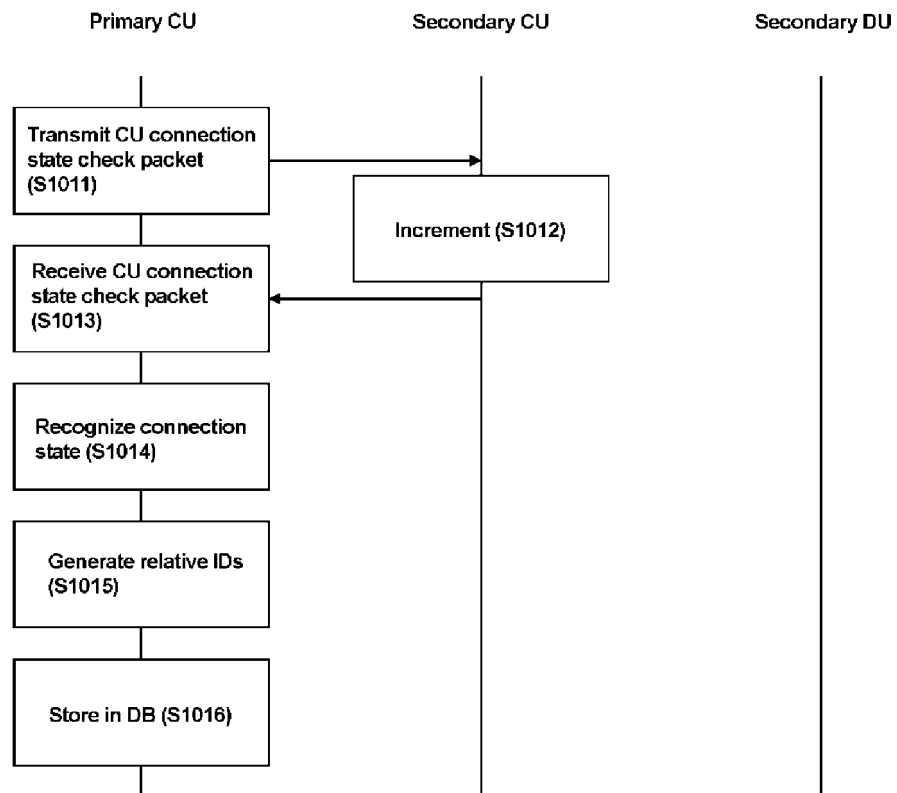 Primary CU
Secondary CU
Secondary DU
Transmit CU connection
state check packet
(S1011)
Increment (S1012)
Receive CU connection
state check packet
(S1013)
Recognize connection
state (S1014)
Generate relative IDs
(S1015)
Store in DB (S1016)